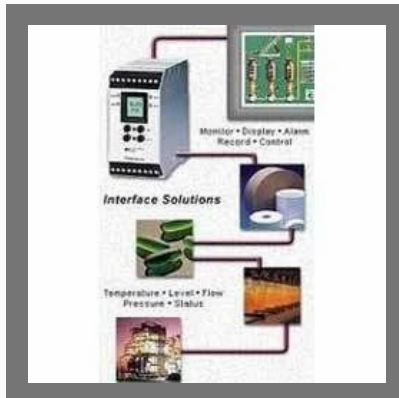 Monitor • Display • Alarm
Record • Control
Interface Solutions
Temperature • Level • Flow
Pressure • Status